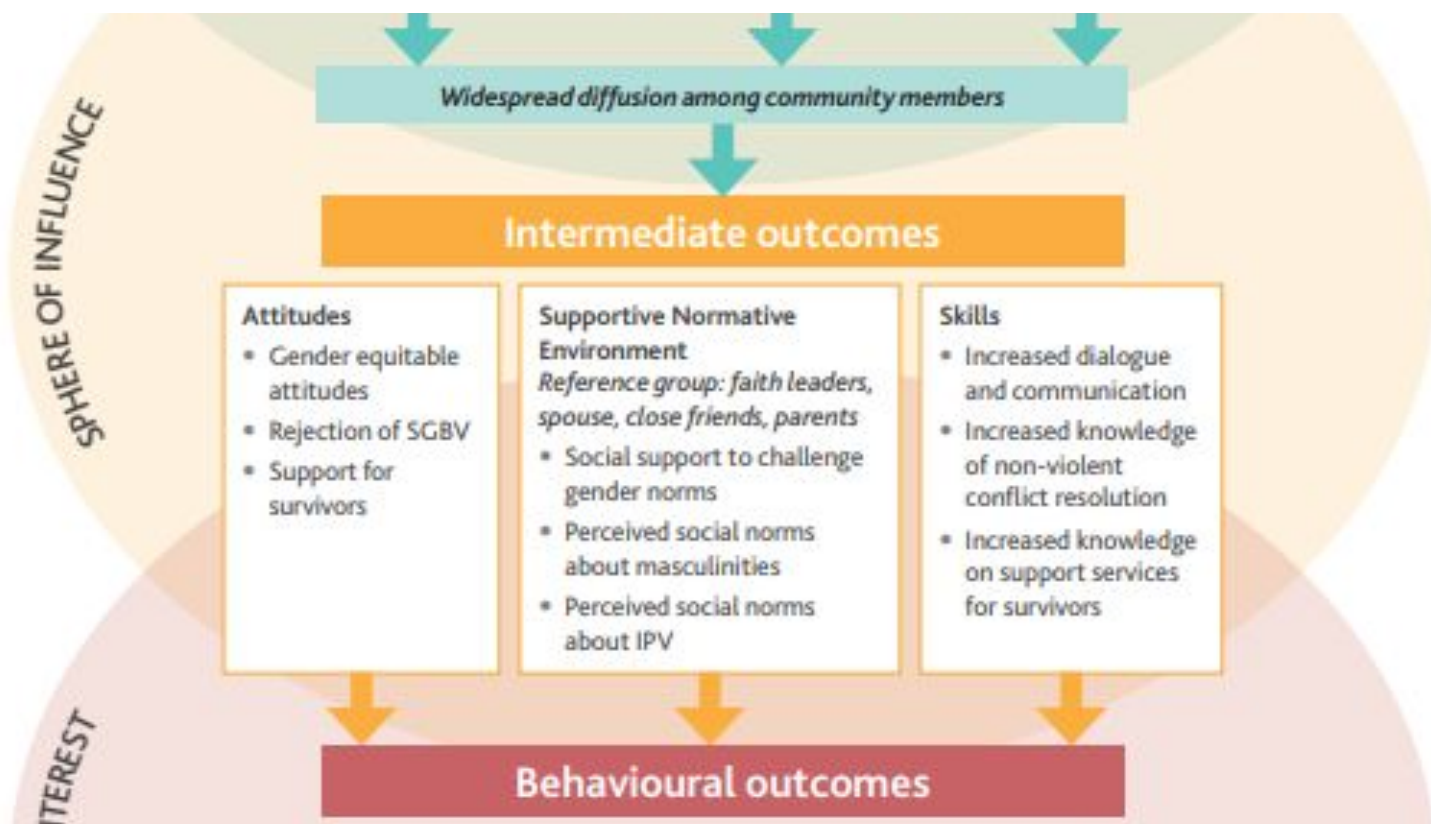 SPHERE OF INFLUENCE
Widespread diffusion among community members
Intermediate outcomes
Attitudes
• Gender equitable
attitudes
• Rejection of SGBV
• Support for
survivors
Supportive Normative
Environment
Reference group: faith leaders,
spouse, close friends, parents
• Social support to challenge
gender norms
• Perceived social norms
about masculinities
• Perceived social norms
about IPV
Skills
• Increased dialogue
and communication
• Increased knowledge
of non-violent
conflict resolution
• Increased knowledge
on support services
for survivors
Behavioural outcomes